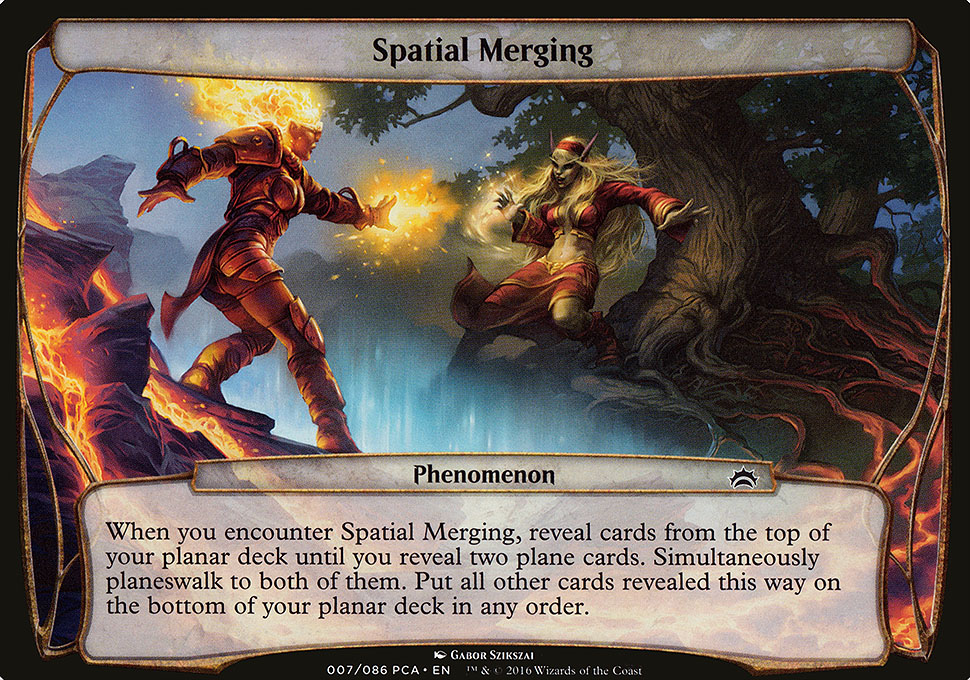 Spatial Merging
Phenomenon
When you encounter Spatial Merging, reveal cards from the top of
your planar deck until you reveal two plane cards. Simultaneously
planeswalk to both of them. Put all other cards revealed this way on
the bottom of your planar deck in any order.
Gabor Szikszai
007/086 PCA • EN ™ & © 2016 Wizards of the Coast